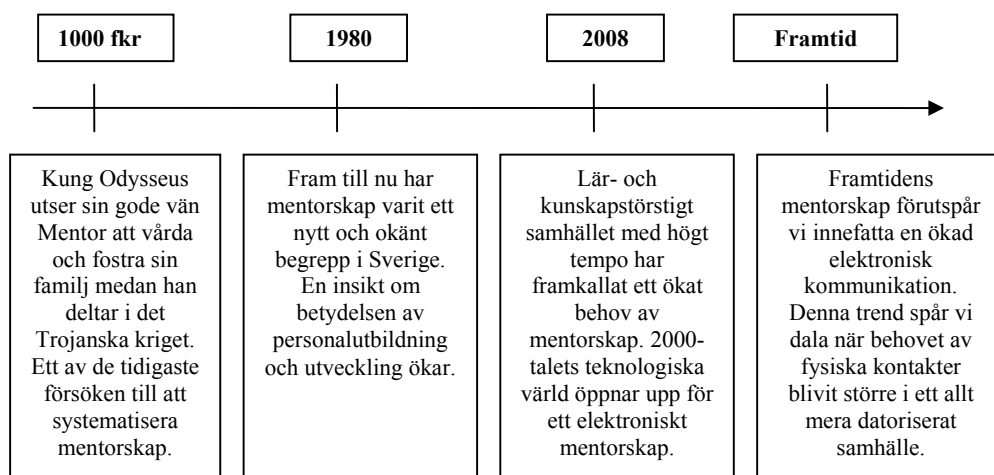 1000 fkr
1980
2008
Framtid
Kung Odysseus
utser sin gode vän
Mentor att vårda
och fostra sin
familj medan han
deltar i det
Trojanska kriget.
Ett av de tidigaste
försöken till att
systematisera
mentorskap.
Fram till nu har
mentorskap varit ett
nytt och okänt
begrepp i Sverige.
En insikt om
betydelsen av
personalutbildning
och utveckling ökar.
Lär- och
kunskapstörstigt
samhället med högt
tempo har
framkallat ett ökat
behov av
mentorskap. 2000-
talets teknologiska
värld öppnar upp för
ett elektroniskt
mentorskap.
Framtidens
mentorskap förutspår
vi innefatta en ökad
elektronisk
kommunikation.
Denna trend spår vi
dala när behovet av
fysiska kontakter
blivit större i ett allt
mera datoriserat
samhälle.